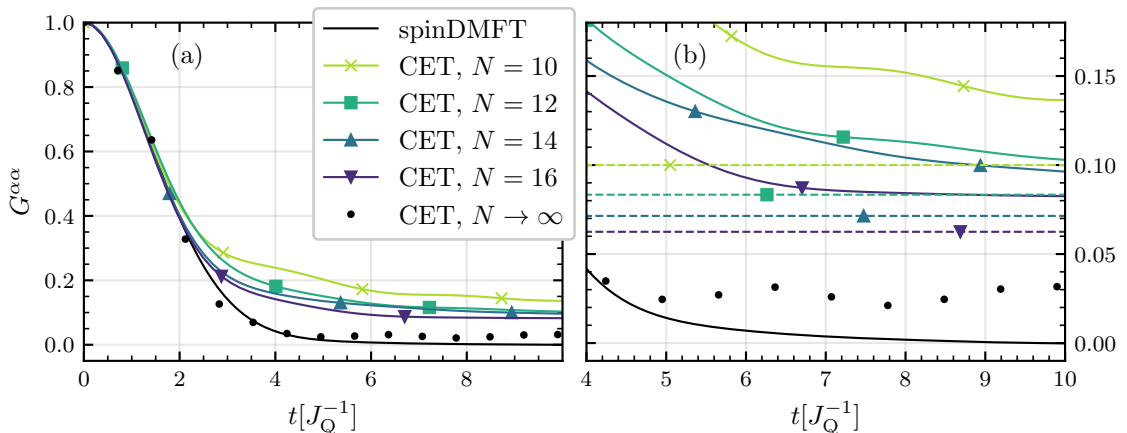 (a)
spinDMFT
CET, N = 10
CET, N = 12
CET, N = 14
CET, N = 16
CET, N → ∞
G^{αα}
1.0
0.8
0.6
0.4
0.2
0.0
0 2 4 6 8
t[J_Q^{-1}]
(b)
0.15
0.10
0.05
0.00
4 5 6 7 8 9 10
t[J_Q^{-1}]